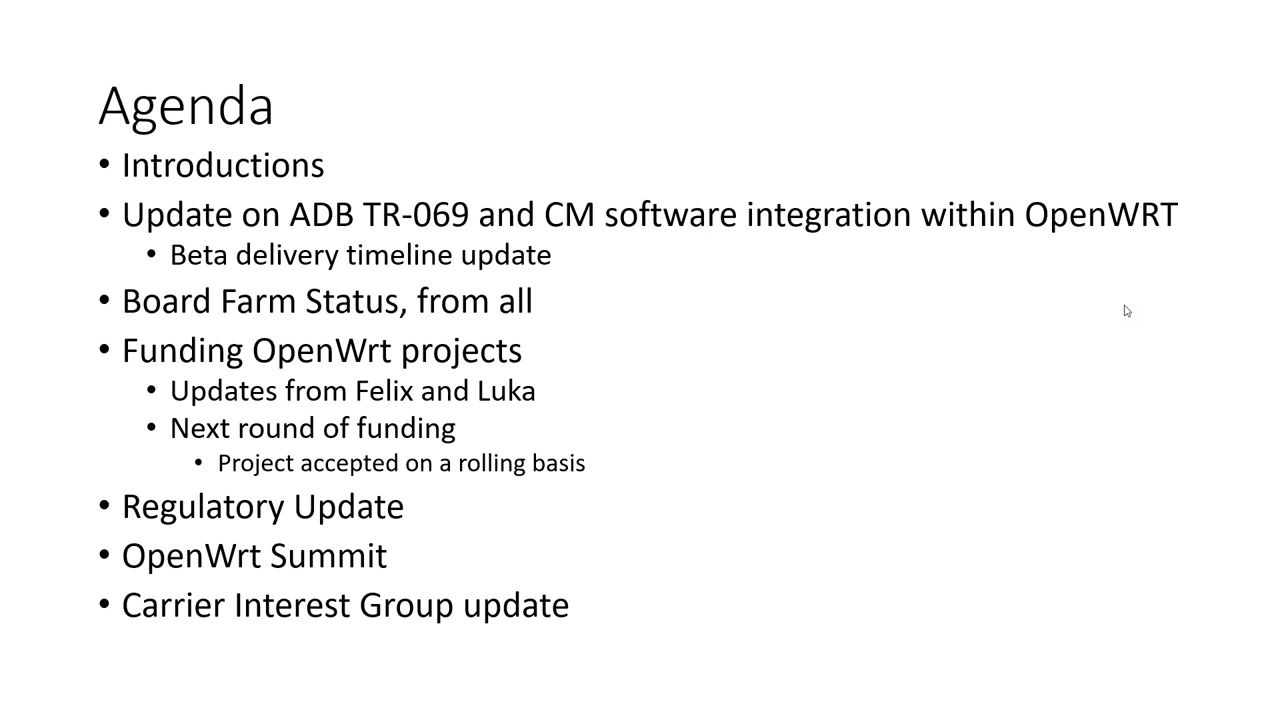 Agenda
• Introductions
• Update on ADB TR-069 and CM software integration within OpenWRT
• Beta delivery timeline update
• Board Farm Status, from all
• Funding OpenWrt projects
• Updates from Felix and Luka
• Next round of funding
• Project accepted on a rolling basis
• Regulatory Update
• OpenWrt Summit
• Carrier Interest Group update